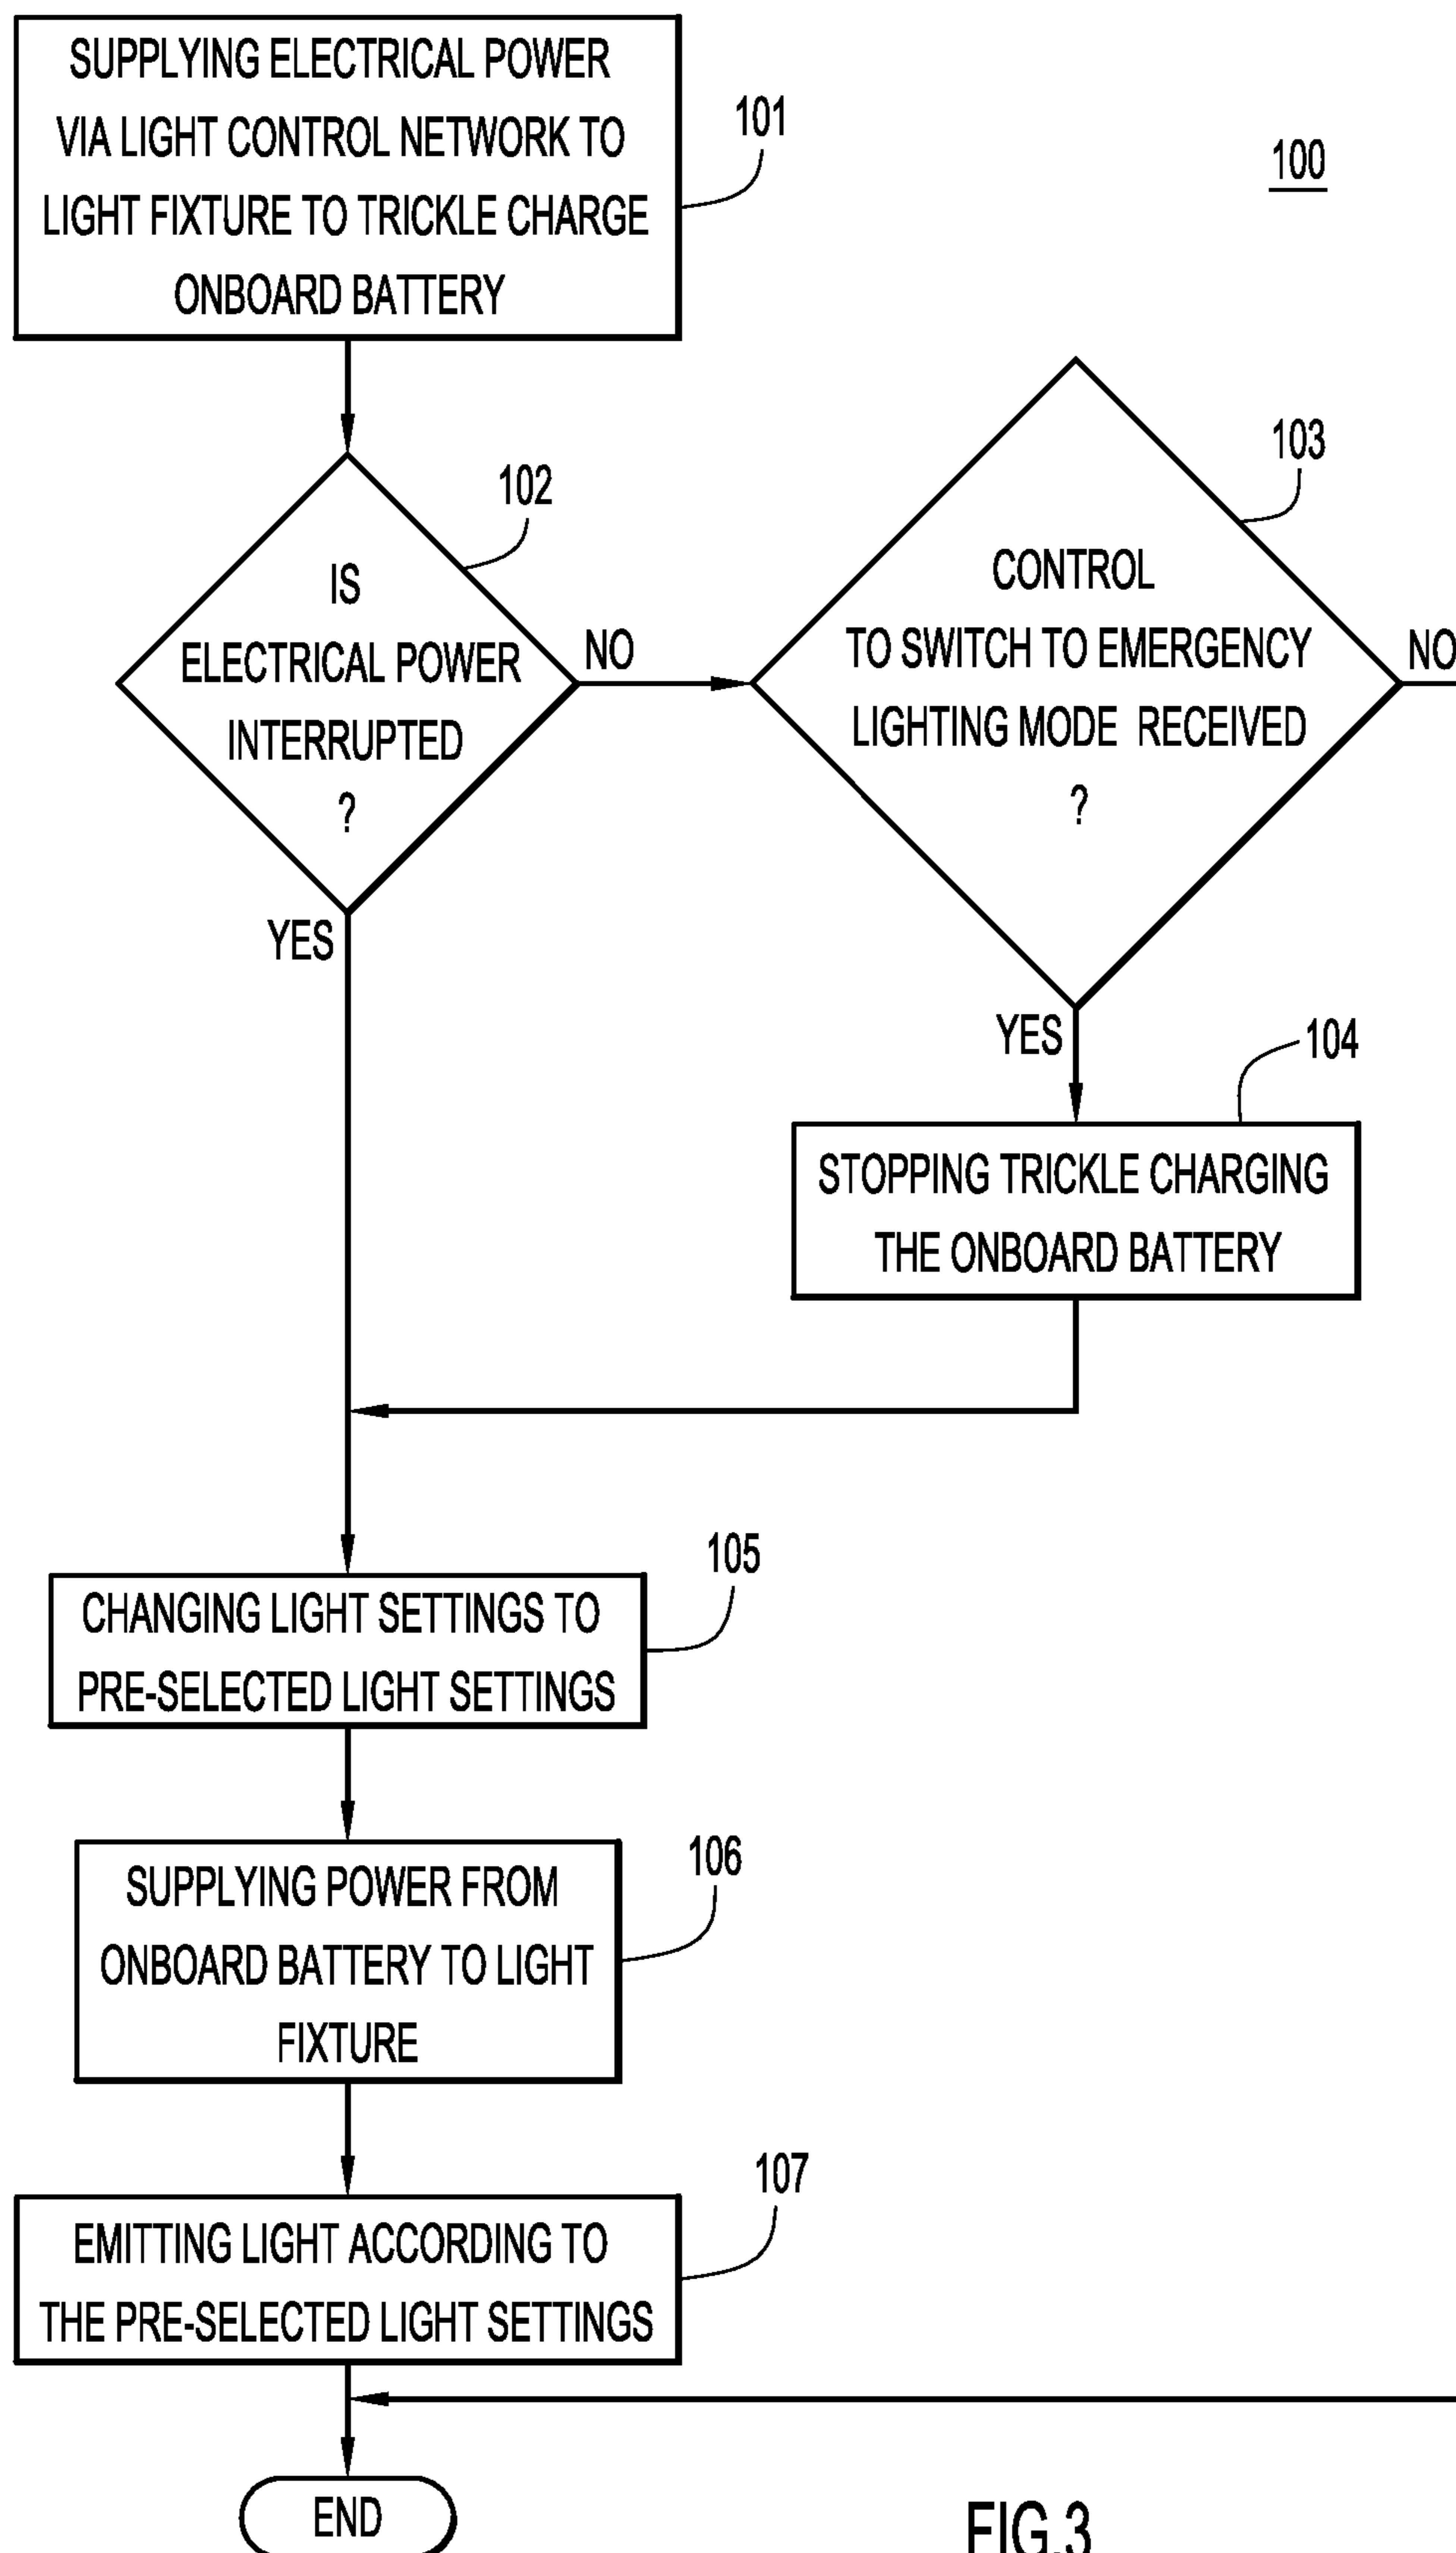 SUPPLYING ELECTRICAL POWER
VIA LIGHT CONTROL NETWORK TO
LIGHT FIXTURE TO TRICKLE CHARGE
ONBOARD BATTERY
101
100
102
IS
ELECTRICAL POWER
INTERRUPTED
?
NO
YES
103
CONTROL
TO SWITCH TO EMERGENCY
LIGHTING MODE RECEIVED
?
NO
YES
104
STOPPING TRICKLE CHARGING
THE ONBOARD BATTERY
105
CHANGING LIGHT SETTINGS TO
PRE-SELECTED LIGHT SETTINGS
106
SUPPLYING POWER FROM
ONBOARD BATTERY TO LIGHT
FIXTURE
107
EMITTING LIGHT ACCORDING TO
THE PRE-SELECTED LIGHT SETTINGS
END
FIG.3